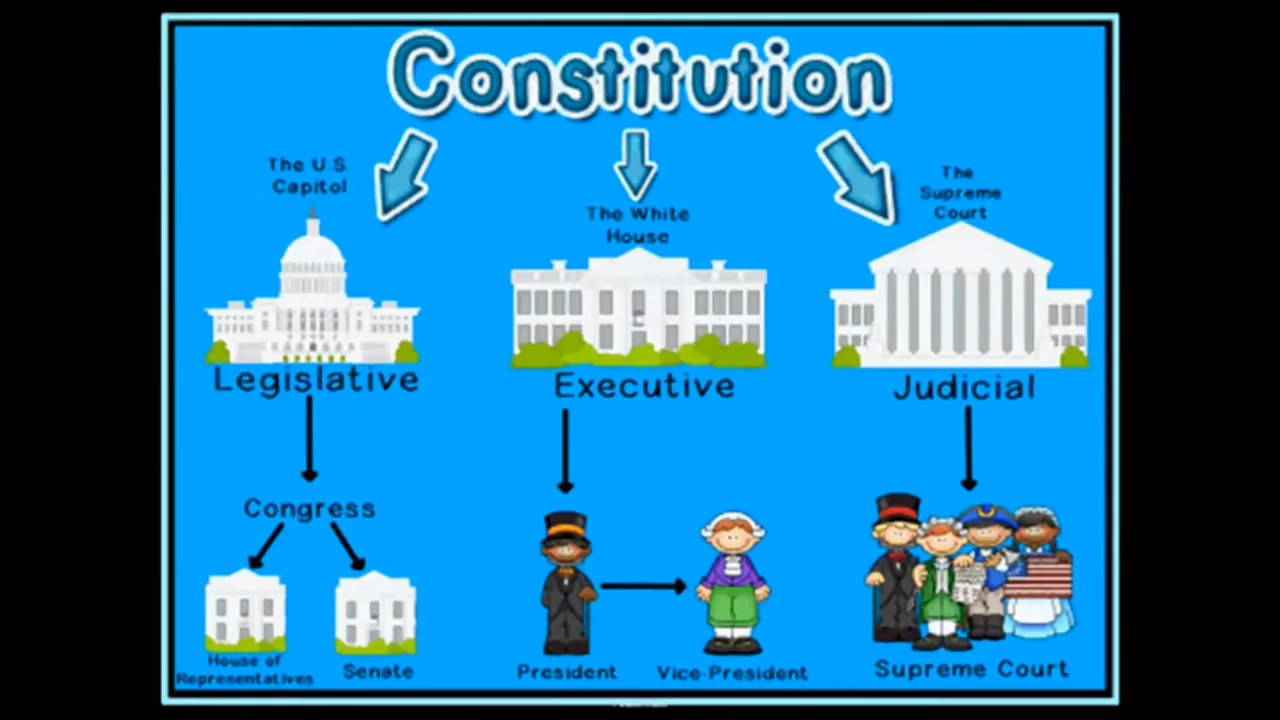 Constitution
The U.S
Capitol
The White
House
The
Supreme
Court
Legislative
Executive
Judicial
Congress
House of
Representatives
Senate
President
Vice-President
Supreme Court